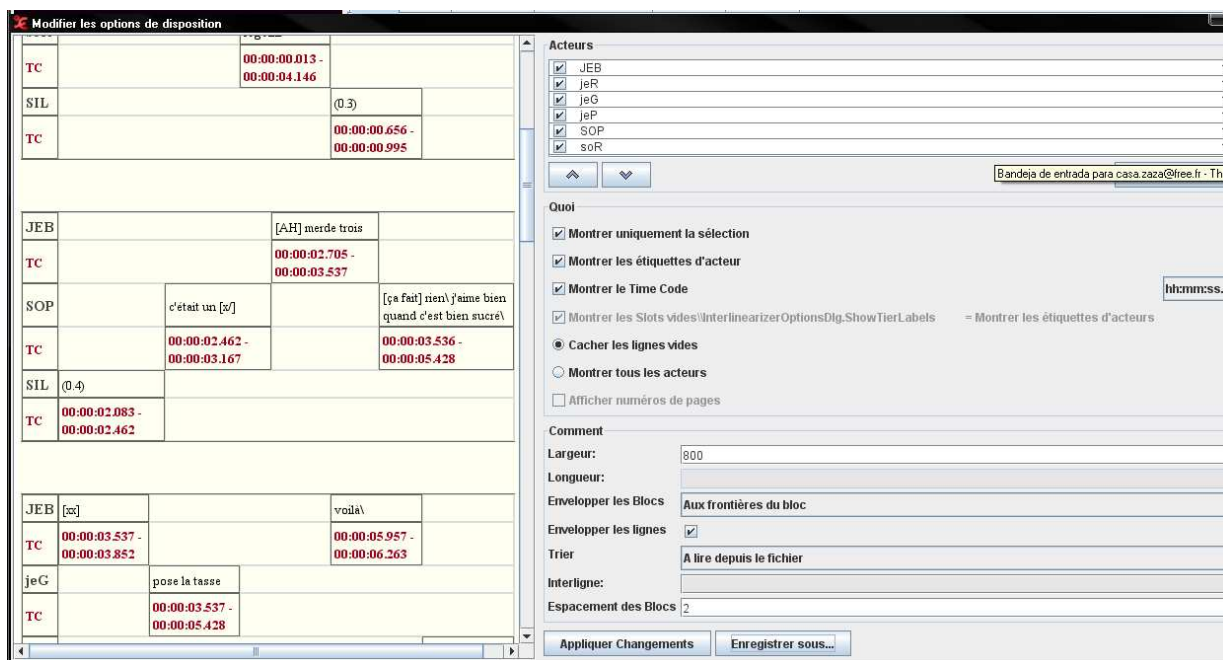 Modifier les options de disposition
TC
00:00:00.013 -
00:00:04.146
SIL
(0.3)
TC
00:00:00.656 -
00:00:00.995
JEB
[AH] merde trois
TC
00:00:02.705 -
00:00:03.537
SOP
c'était un [x/]
[ça fait] rien\ j'aime bien
quand c'est bien sucré\
TC
00:00:02.462 -
00:00:03.167
00:00:03.536 -
00:00:05.428
SIL
(0.4)
TC
00:00:02.083 -
00:00:02.462
JEB
[xx]
voilà\
TC
00:00:03.537 -
00:00:03.852
00:00:05.957 -
00:00:06.263
jeG
pose la tasse
TC
00:00:03.537 -
00:00:05.428
Acteurs
JEB
jeR
jeG
jeP
SOP
soR
Bandeja de entrada para casa.zaza@free.fr - Th
Quoi
Montrer uniquement la sélection
Montrer les étiquettes d'acteur
Montrer le Time Code
hh:mm:ss.
Montrer les Slots vides\\InterlinearizerOptionsDlg.ShowTierLabels = Montrer les étiquettes d'acteurs
Cacher les lignes vides
Montrer tous les acteurs
Afficher numéros de pages
Comment
Largeur: 800
Longueur:
Envelopper les Blocs Aux frontières du bloc
Envelopper les lignes
Trier A lire depuis le fichier
Interligne:
Espacement des Blocs 2
Appliquer Changements
Enregistrer sous...